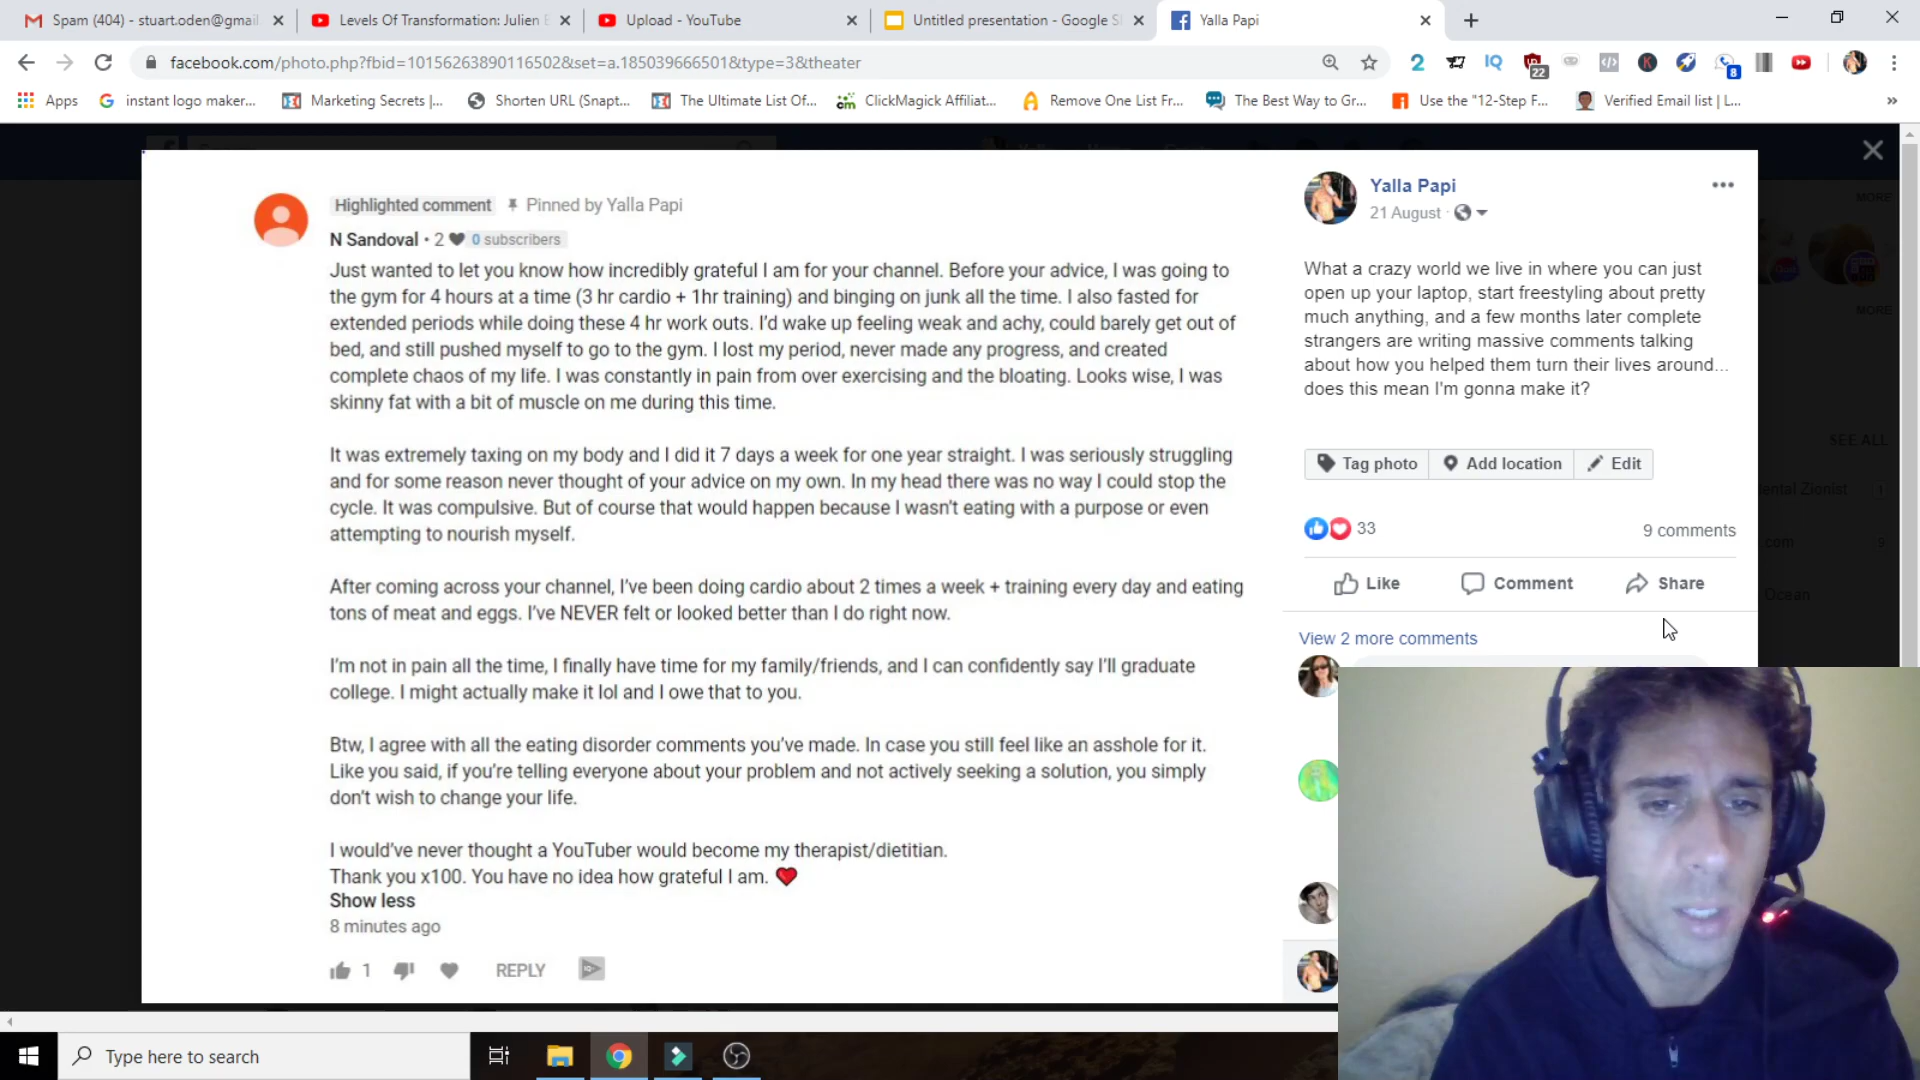 Spam (404) - stuart.oden@gmail
Levels Of Transformation: Julien
Upload - YouTube
Untitled presentation - Google Sl
Yalla Papi
facebook.com/photo.php?fbid=10156263890116502&set=a.185039666501&type=3&theater
2
IQ
22
K
8
Apps
instant logo maker...
Marketing Secrets |...
Shorten URL (Snapt...
The Ultimate List Of...
ClickMagick Affiliat...
Remove One List Fr...
The Best Way to Gr...
Use the "12-Step F...
Verified Email list | L...
»
MORE
MORE
SEE ALL
ental Zionist 1
.com 9
Ocean
Highlighted comment
Pinned by Yalla Papi
N Sandoval • 2 0 subscribers
Just wanted to let you know how incredibly grateful I am for your channel. Before your advice, I was going to
the gym for 4 hours at a time (3 hr cardio + 1hr training) and binging on junk all the time. I also fasted for
extended periods while doing these 4 hr work outs. I'd wake up feeling weak and achy, could barely get out of
bed, and still pushed myself to go to the gym. I lost my period, never made any progress, and created
complete chaos of my life. I was constantly in pain from over exercising and the bloating. Looks wise, I was
skinny fat with a bit of muscle on me during this time.
It was extremely taxing on my body and I did it 7 days a week for one year straight. I was seriously struggling
and for some reason never thought of your advice on my own. In my head there was no way I could stop the
cycle. It was compulsive. But of course that would happen because I wasn't eating with a purpose or even
attempting to nourish myself.
After coming across your channel, I've been doing cardio about 2 times a week + training every day and eating
tons of meat and eggs. I've NEVER felt or looked better than I do right now.
I'm not in pain all the time, I finally have time for my family/friends, and I can confidently say I'll graduate
college. I might actually make it lol and I owe that to you.
Btw, I agree with all the eating disorder comments you've made. In case you still feel like an asshole for it.
Like you said, if you're telling everyone about your problem and not actively seeking a solution, you simply
don't wish to change your life.
I would've never thought a YouTuber would become my therapist/dietitian.
Thank you x100. You have no idea how grateful I am.
Show less
8 minutes ago
1
REPLY
Yalla Papi
21 August ·
What a crazy world we live in where you can just
open up your laptop, start freestyling about pretty
much anything, and a few months later complete
strangers are writing massive comments talking
about how you helped them turn their lives around...
does this mean I'm gonna make it?
Tag photo
Add location
Edit
33
9 comments
Like
Comment
Share
View 2 more comments
Type here to search